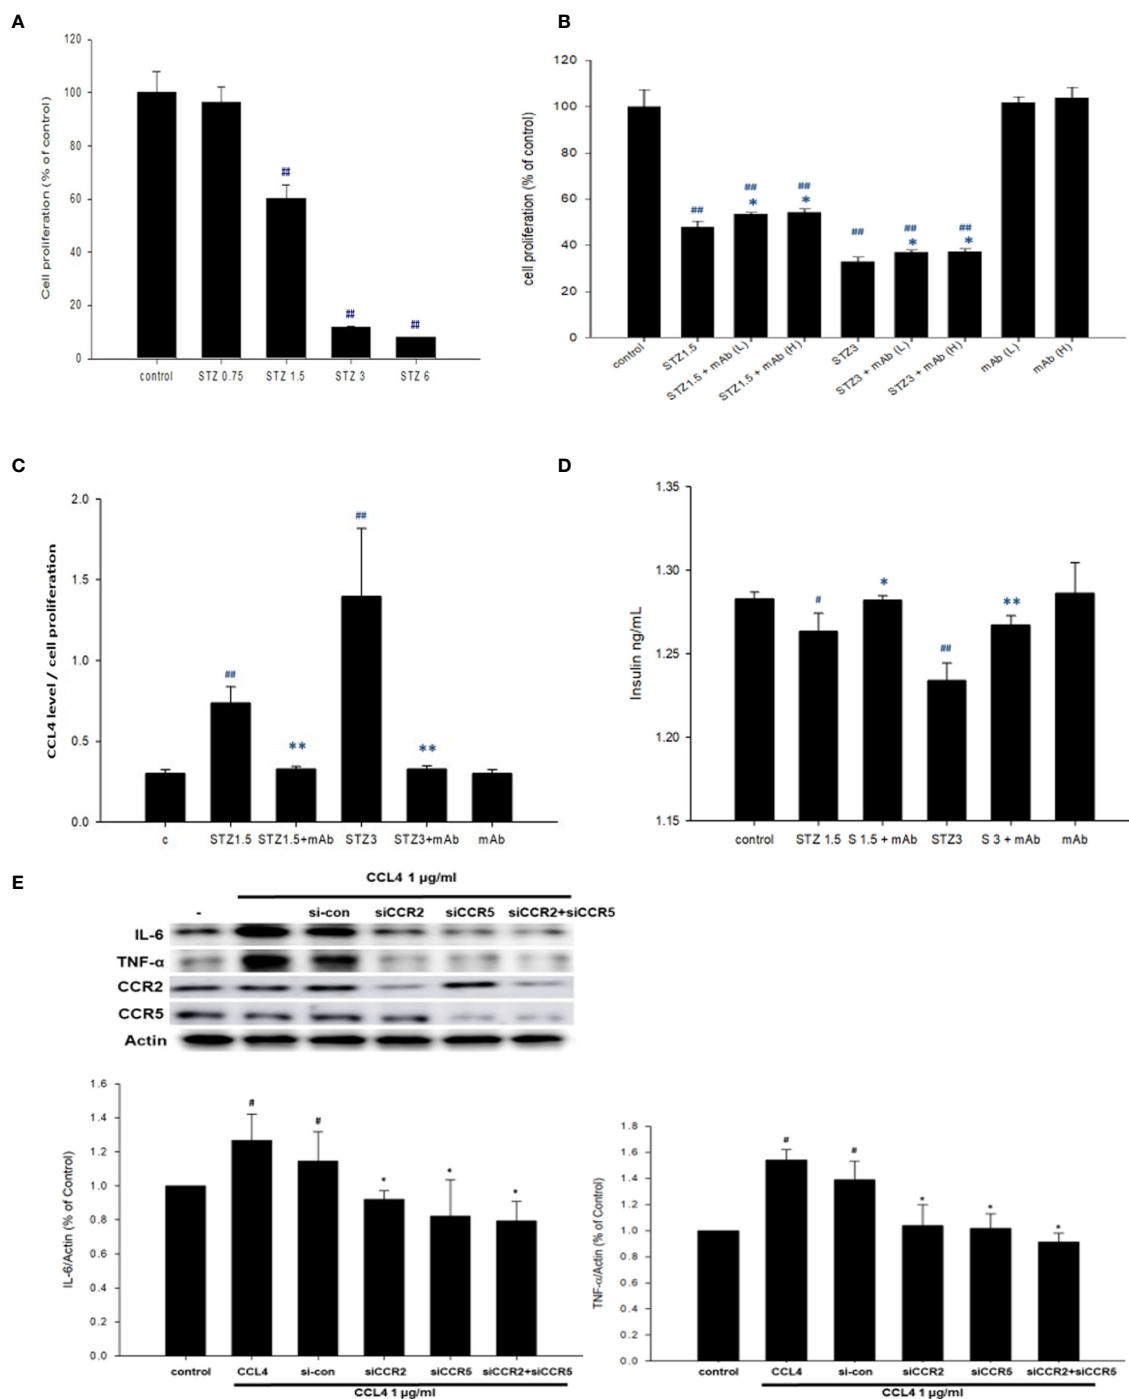 A
Cell proliferation (% of control)
120
100
80
60
40
20
0
##
##
##
control STZ 0.75 STZ 1.5 STZ 3 STZ 6
B
cell proliferation (% of control)
120
100
80
60
40
20
0
##
##
*
##
*
##
##
*
##
*
control
STZ1.5
STZ1.5 + mAb (L)
STZ1.5 + mAb (H)
STZ3
STZ3 + mAb (L)
STZ3 + mAb (H)
mAb (L)
mAb (H)
C
CCL4 level / cell proliferation
2.0
1.5
1.0
0.5
0.0
##
**
##
**
c STZ1.5 STZ1.5+mAb STZ3 STZ3+mAb mAb
D
Insulin ng/mL
1.35
1.30
1.25
1.20
1.15
#
*
##
**
control STZ 1.5 S 1.5 + mAb STZ3 S 3 + mAb mAb
E
CCL4 1 μg/ml
- si-con siCCR2 siCCR5 siCCR2+siCCR5
IL-6
TNF-α
CCR2
CCR5
Actin
IL-6/Actin (% of Control)
1.6
1.4
1.2
1.0
0.8
0.6
0.4
0.2
0.0
#
#
*
*
*
control CCL4 si-con siCCR2 siCCR5 siCCR2+siCCR5
CCL4 1 μg/ml
TNF-α/Actin (% of Control)
1.8
1.6
1.4
1.2
1.0
0.8
0.6
0.4
0.2
0.0
#
#
*
*
*
control CCL4 si-con siCCR2 siCCR5 siCCR2+siCCR5
CCL4 1 μg/ml